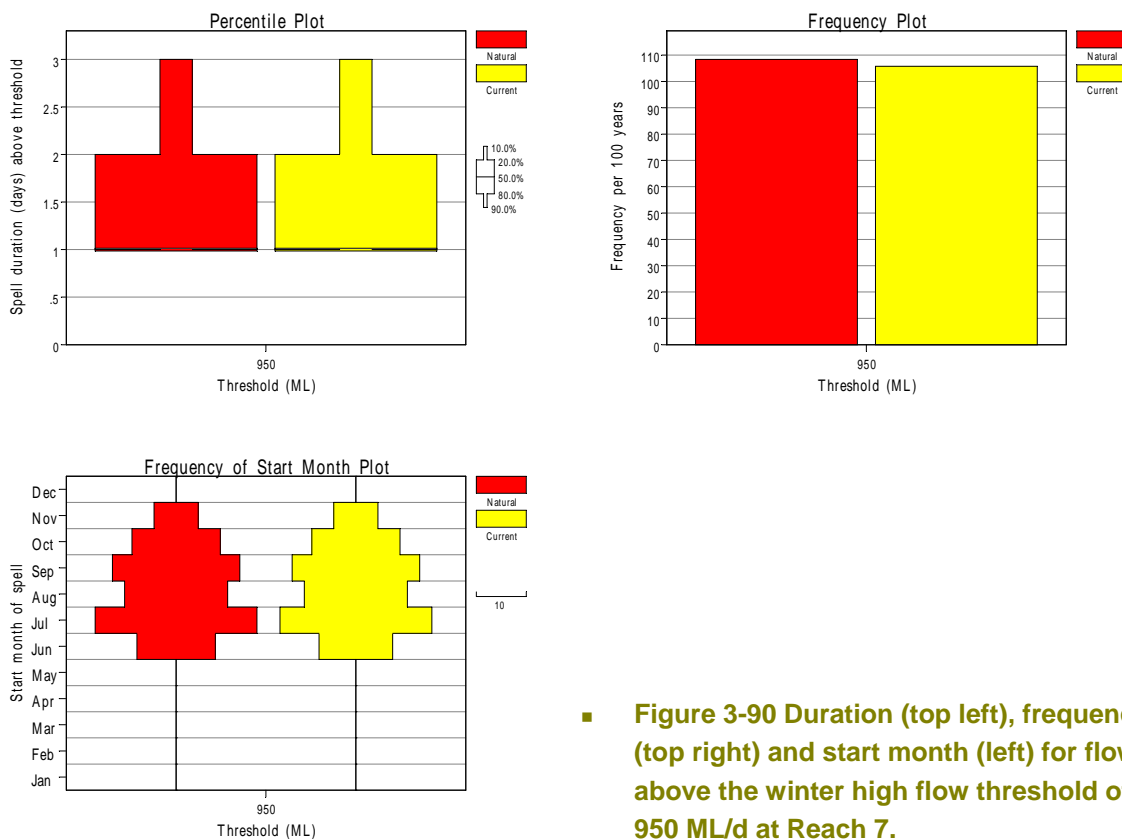 Percentile Plot
Spell duration (days) above threshold
3
2.5
2
1.5
1
.5
0
950
Threshold (ML)
Natural
Current
10.0%
20.0%
50.0%
80.0%
90.0%
Frequency Plot
Frequency per 100 years
110
100
90
80
70
60
50
40
30
20
10
0
950
Threshold (ML)
Natural
Current
Frequency of Start Month Plot
Start month of spell
Dec
Nov
Oct
Sep
Aug
Jul
Jun
May
Apr
Mar
Feb
Jan
950
Threshold (ML)
Natural
Current
10
Figure 3-90 Duration (top left),
(top right) and start month (left) for
above the winter high flow threshold
950 ML/d at Reach 7.